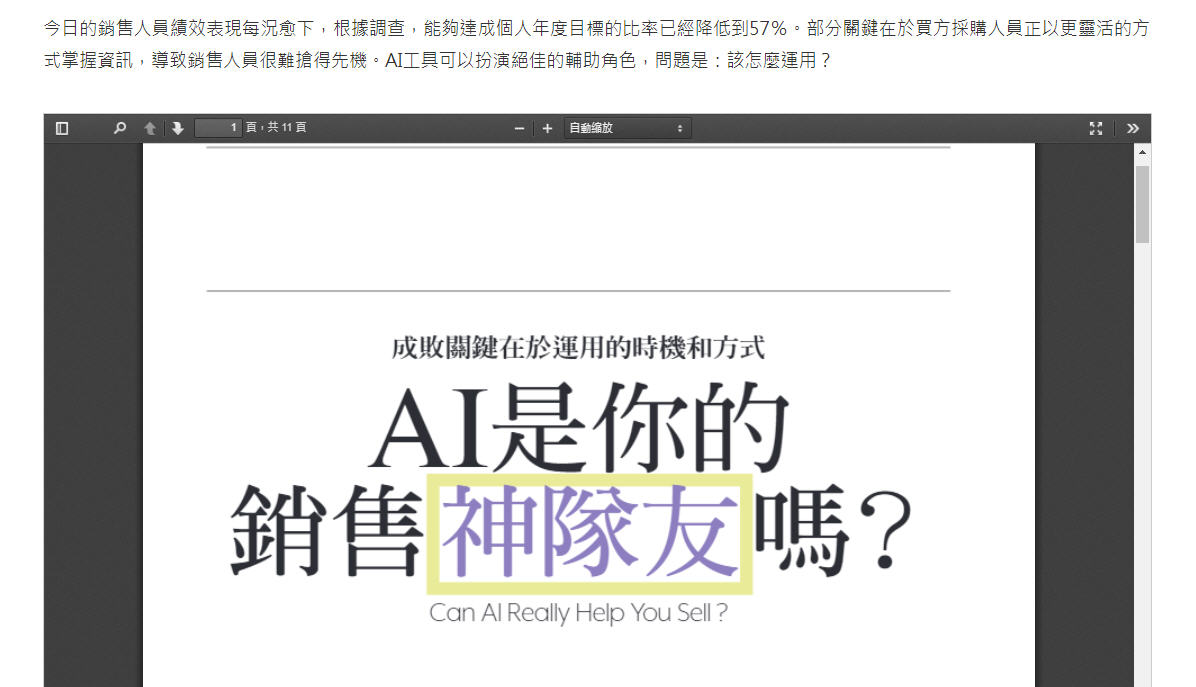 今日的銷售人員績效表現每況愈下，根據調查，能夠達成個人年度目標的比率已經降低到57%。部分關鍵在於買方採購人員正以更靈活的方
式掌握資訊，導致銷售人員很難搶得先機。AI工具可以扮演絕佳的輔助角色，問題是：該怎麼運用？
1 頁，共 11 頁 自動縮放
成敗關鍵在於運用的時機和方式
AI是你的
銷售神隊友嗎？
Can AI Really Help You Sell ?